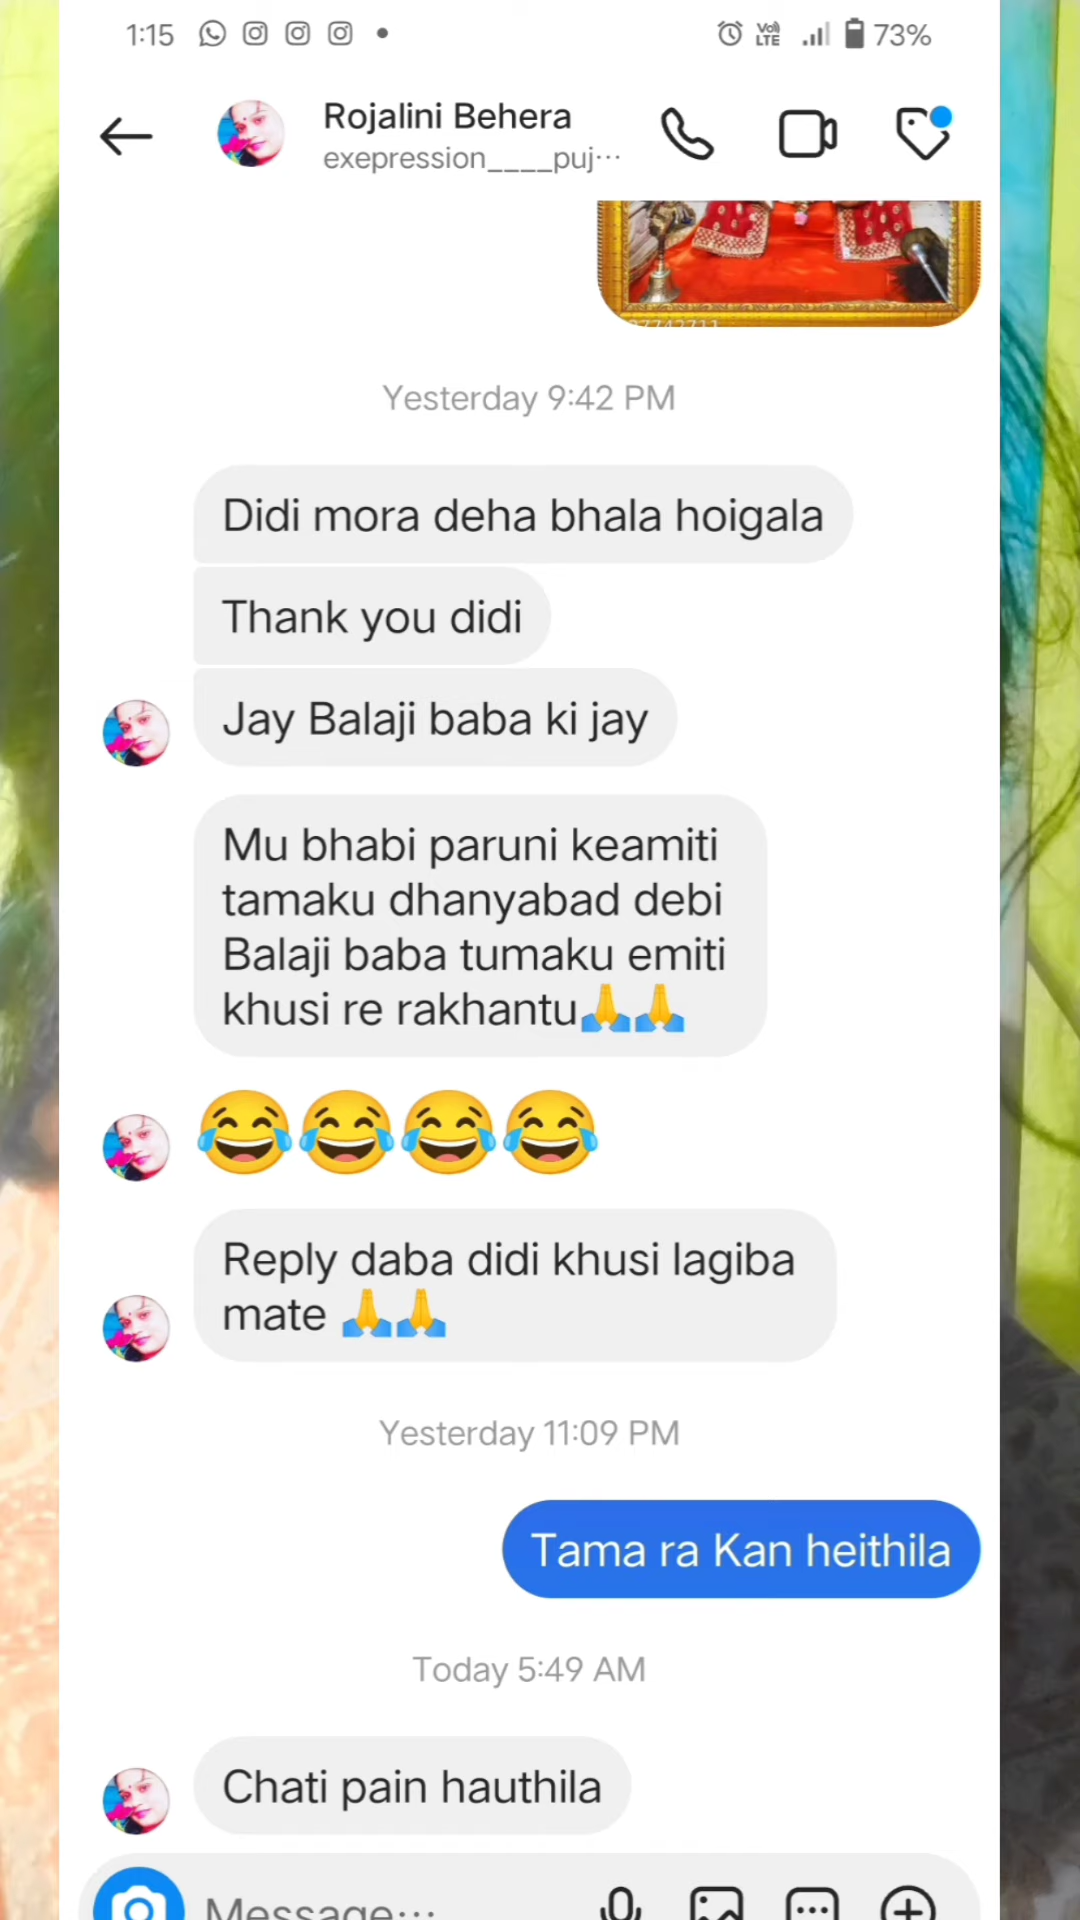 1:15
VoLTE
73%
Rojalini Behera
exepression____puj...
Yesterday 9:42 PM
Didi mora deha bhala hoigala
Thank you didi
Jay Balaji baba ki jay
Mu bhabi paruni keamiti
tamaku dhanyabad debi
Balaji baba tumaku emiti
khusi re rakhantu🙏🙏
😂😂😂😂
Reply daba didi khusi lagiba
mate 🙏🙏
Yesterday 11:09 PM
Tama ra Kan heithila
Today 5:49 AM
Chati pain hauthila
Message...